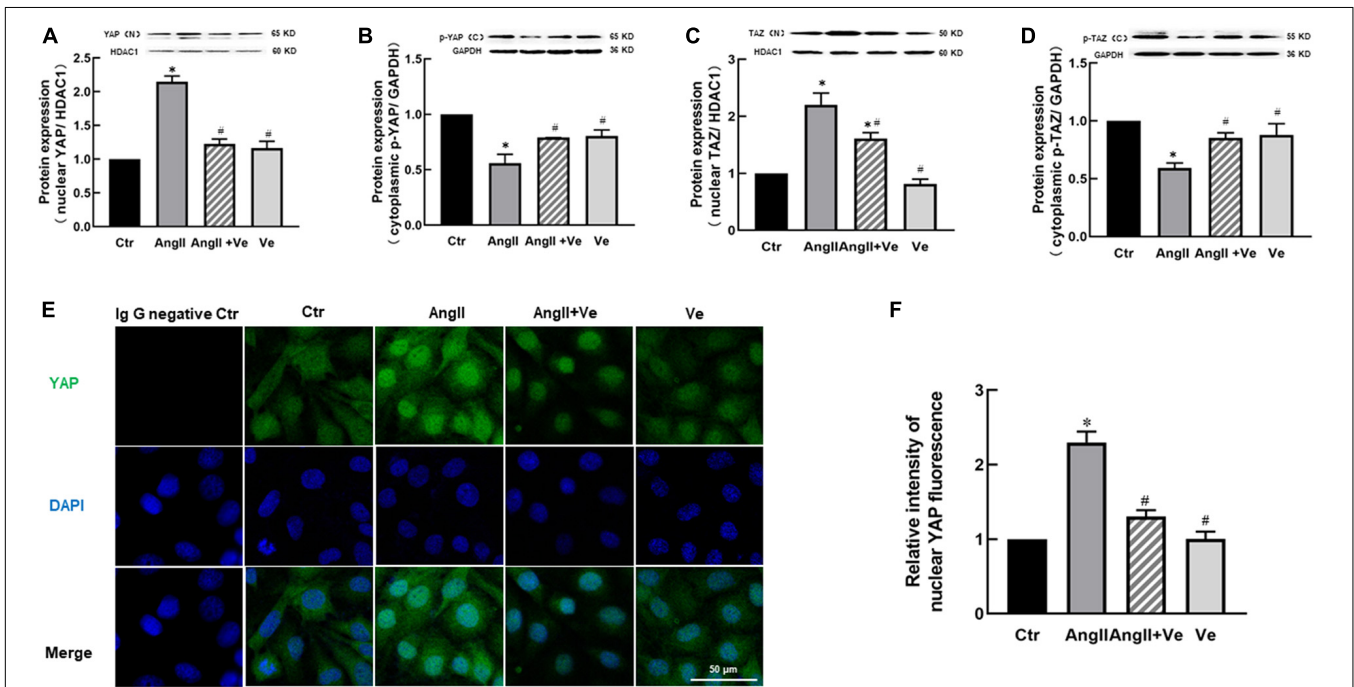 A
YAP (N) 65 KD
HDAC1 60 KD
Protein expression
( nuclear YAP/ HDAC1)
2.5
2.0
1.5
1.0
0.5
0.0
*
#
#
Ctr AngII AngII +Ve Ve
B
p-YAP (C) 65 KD
GAPDH 36 KD
Protein expression
( cytoplasmic p-YAP/ GAPDH)
1.5
1.0
0.5
0.0
*
#
#
Ctr AngII AngII +Ve Ve
C
TAZ (N) 50 KD
HDAC1 60 KD
Protein expression
( nuclear TAZ/ HDAC1)
3
2
1
0
*
*#
#
Ctr AngII AngII+Ve Ve
D
p-TAZ (C) 55 KD
GAPDH 36 KD
Protein expression
( cytoplasmic p-TAZ/ GAPDH)
1.5
1.0
0.5
0.0
*
#
#
Ctr AngII AngII +Ve Ve
E
Ig G negative Ctr Ctr AngII AngII+Ve Ve
YAP
DAPI
Merge
50 μm
F
Relative intensity of
nuclear YAP fluorescence
3
2
1
0
*
#
#
Ctr AngII AngII+Ve Ve